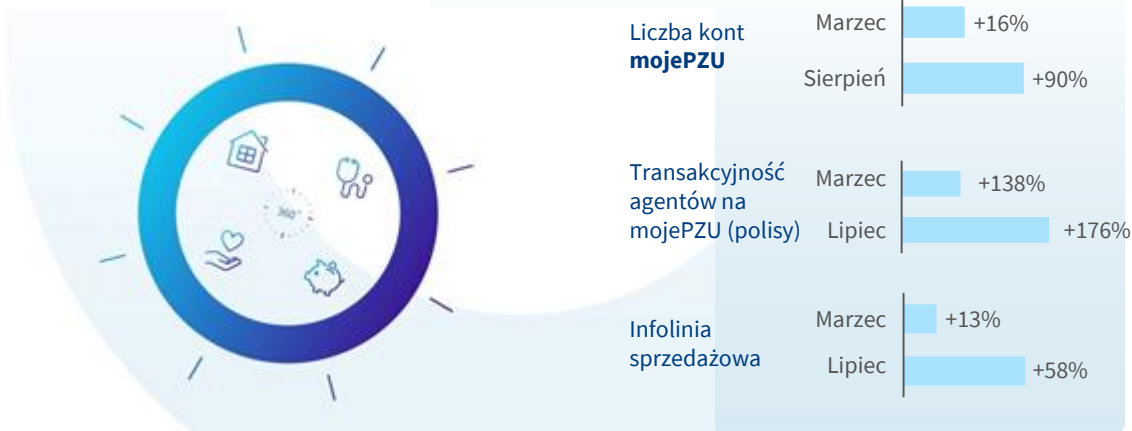 Liczba kont
mojePZU
Marzec +16%
Sierpień +90%
Transakcyjność
agentów na
mojePZU (polisy)
Marzec +138%
Lipiec +176%
Infolinia
sprzedażowa
Marzec +13%
Lipiec +58%
360°